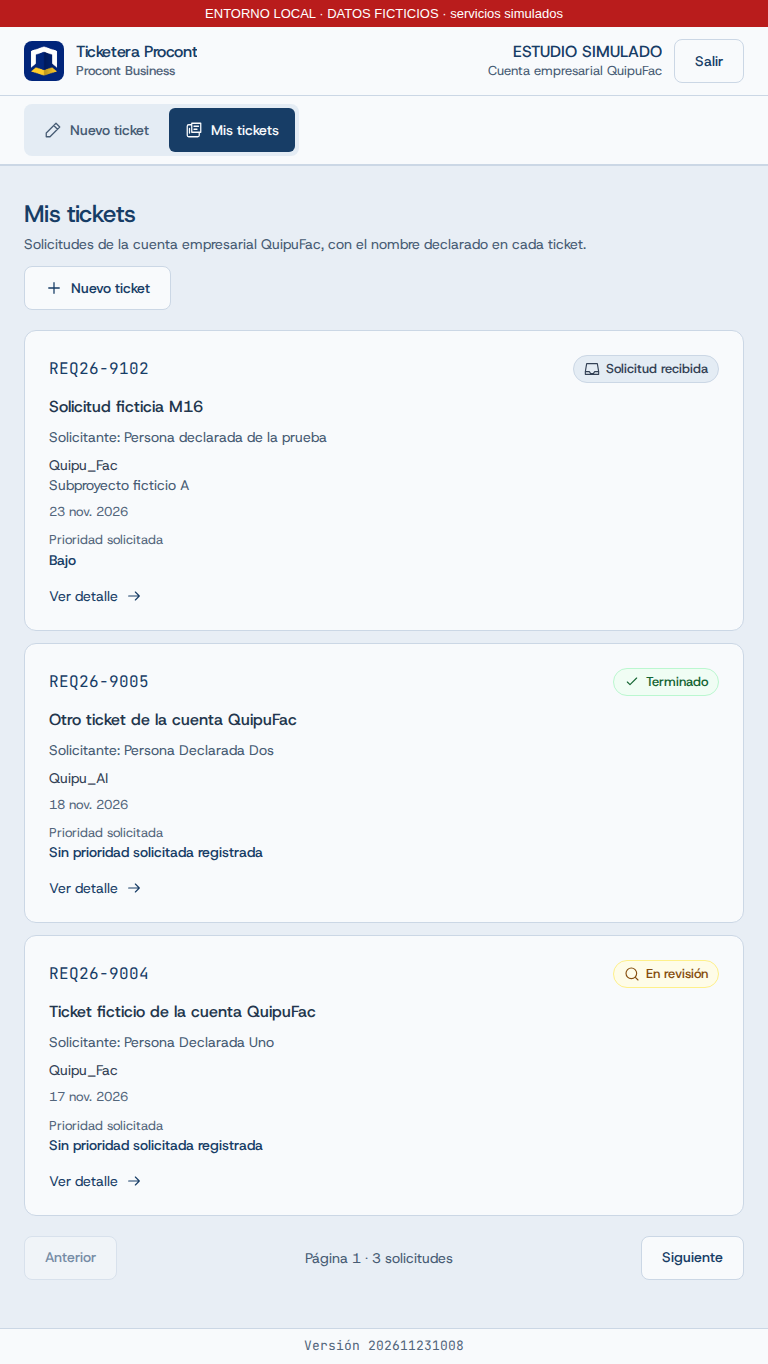 ENTORNO LOCAL · DATOS FICTICIOS · servicios simulados
Ticketera Procont
Procont Business
ESTUDIO SIMULADO
Cuenta empresarial QuipuFac
Salir
Nuevo ticket
Mis tickets
Mis tickets
Solicitudes de la cuenta empresarial QuipuFac, con el nombre declarado en cada ticket.
Nuevo ticket
REQ26-9102
Solicitud recibida
Solicitud ficticia M16
Solicitante: Persona declarada de la prueba
Quipu_Fac
Subproyecto ficticio A
23 nov. 2026
Prioridad solicitada
Bajo
Ver detalle
REQ26-9005
Terminado
Otro ticket de la cuenta QuipuFac
Solicitante: Persona Declarada Dos
Quipu_AI
18 nov. 2026
Prioridad solicitada
Sin prioridad solicitada registrada
Ver detalle
REQ26-9004
En revisión
Ticket ficticio de la cuenta QuipuFac
Solicitante: Persona Declarada Uno
Quipu_Fac
17 nov. 2026
Prioridad solicitada
Sin prioridad solicitada registrada
Ver detalle
Anterior
Página 1 · 3 solicitudes
Siguiente
Versión 202611231008